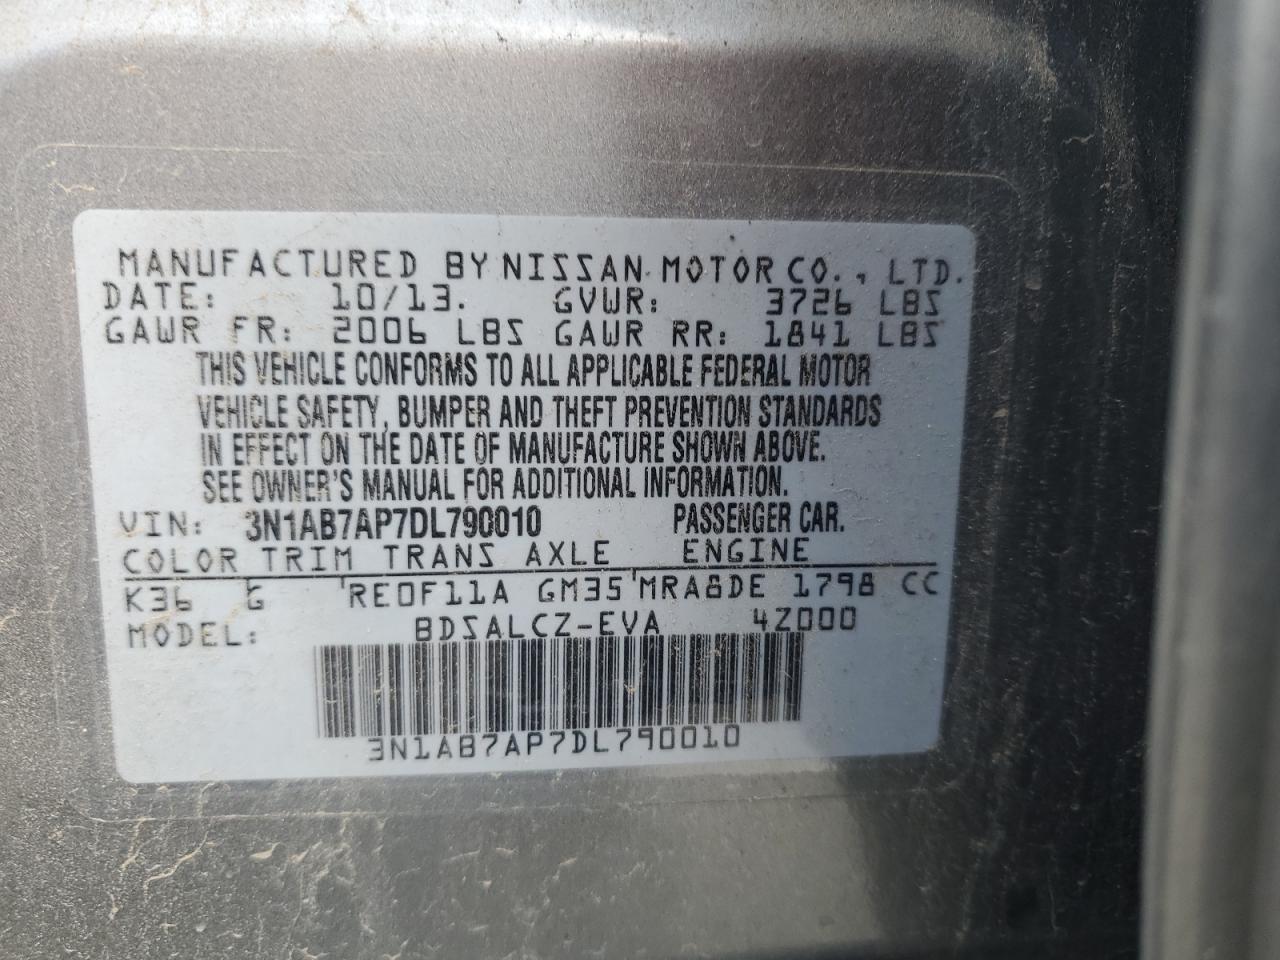 MANUFACTURED BY NISSAN MOTOR CO., LTD.
DATE: 10/13. GVWR: 3726 LBS
GAWR FR: 2006 LBS GAWR RR: 1841 LBS
THIS VEHICLE CONFORMS TO ALL APPLICABLE FEDERAL MOTOR
VEHICLE SAFETY, BUMPER AND THEFT PREVENTION STANDARDS
IN EFFECT ON THE DATE OF MANUFACTURE SHOWN ABOVE.
SEE OWNER'S MANUAL FOR ADDITIONAL INFORMATION.
VIN: 3N1AB7AP7DL790010 PASSENGER CAR.
COLOR TRIM TRANS AXLE ENGINE
K36 G RE0F11A GM35 MRA8DE 1798 CC
MODEL: BDSALCZ-EVA 4Z000
3N1AB7AP7DL790010